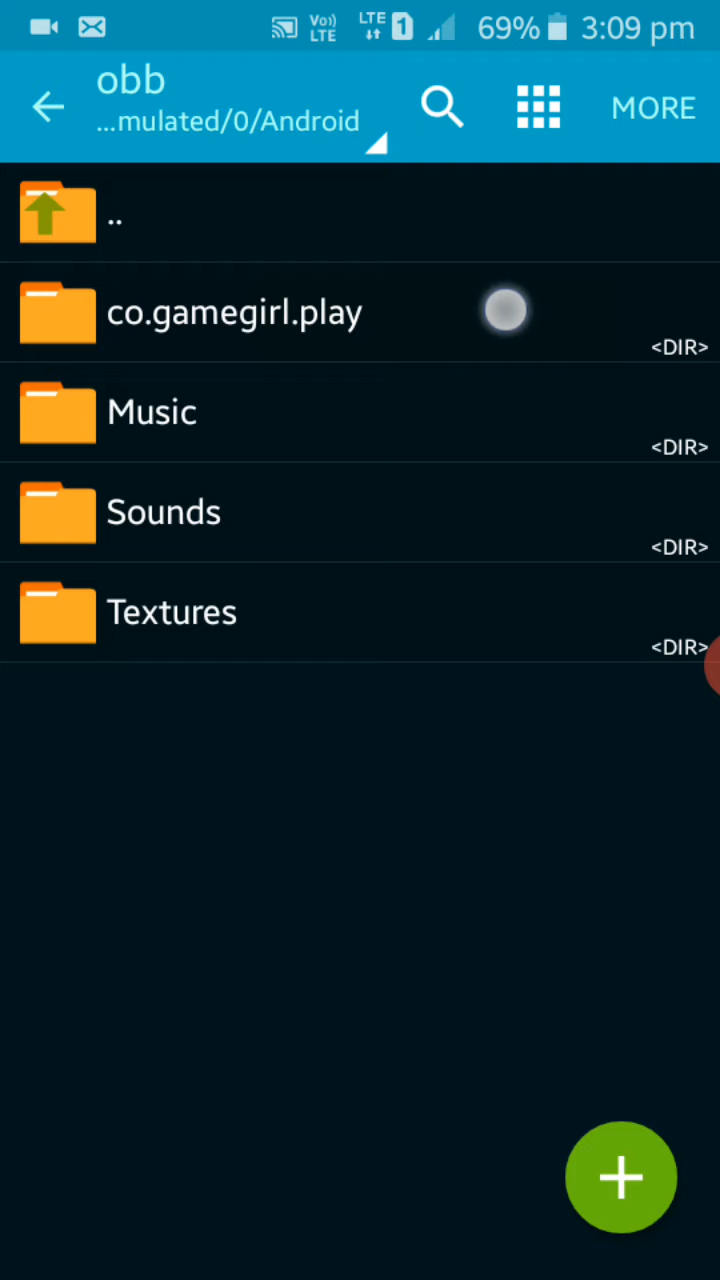 Vo)) LTE LTE 1 69% 3:09 pm
obb
...mulated/0/Android
MORE
..
co.gamegirl.play
<DIR>
Music
<DIR>
Sounds
<DIR>
Textures
<DIR>